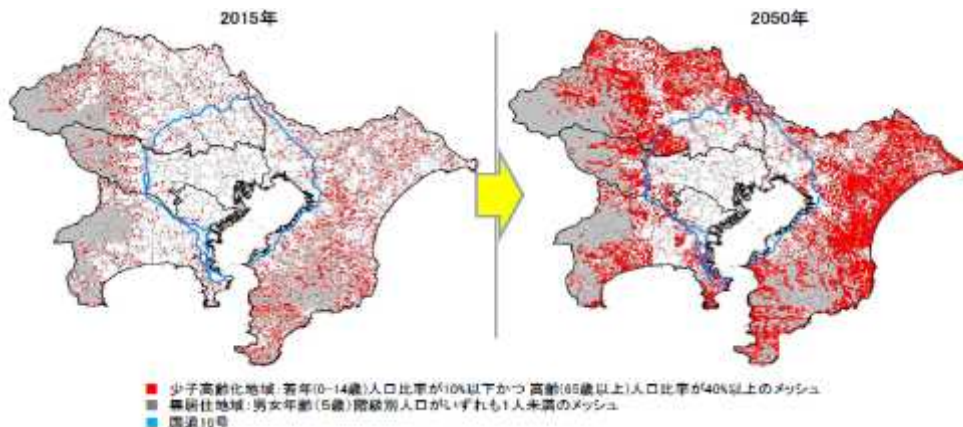 2015年
2050年
少子高齢化地域:若年(0-14歳)人口比率が10%以下かつ 高齢(65歳以上)人口比率が40%以上のメッシュ
無居住地域:男女年齢(5歳)階級別人口がいずれも1人未満のメッシュ
国道16号